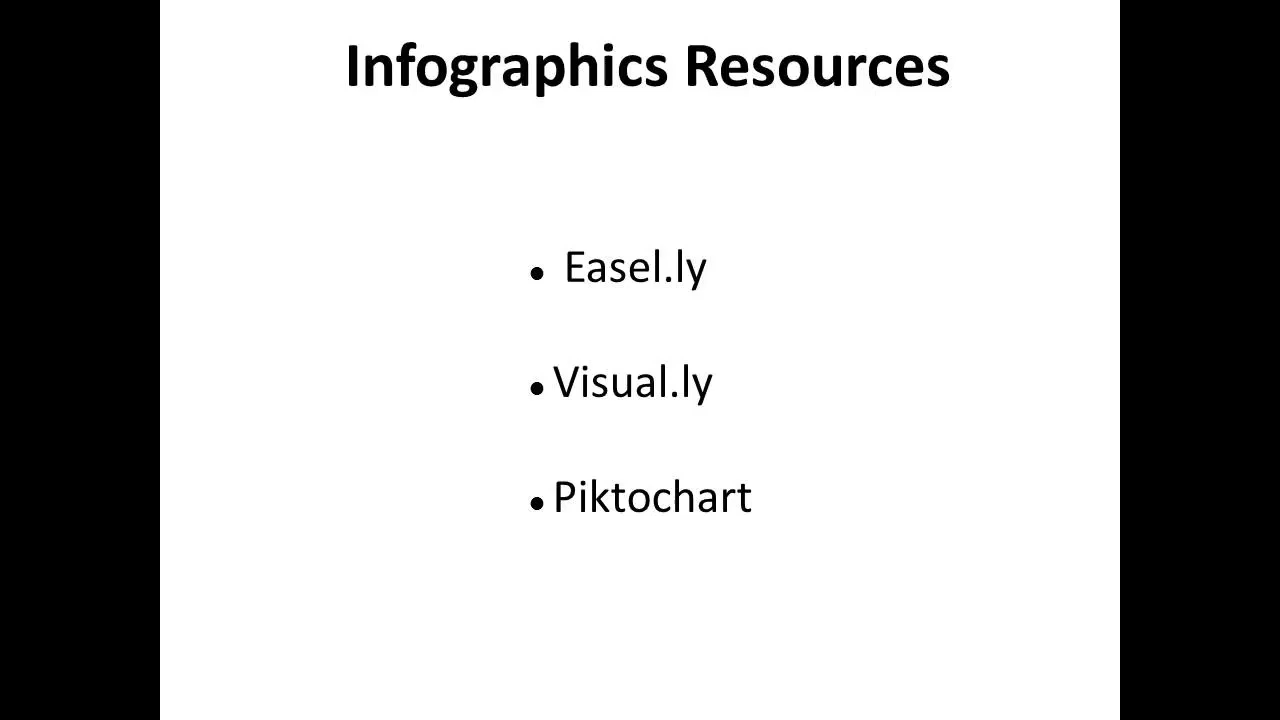 Infographics Resources
• Easel.ly
• Visual.ly
• Piktochart